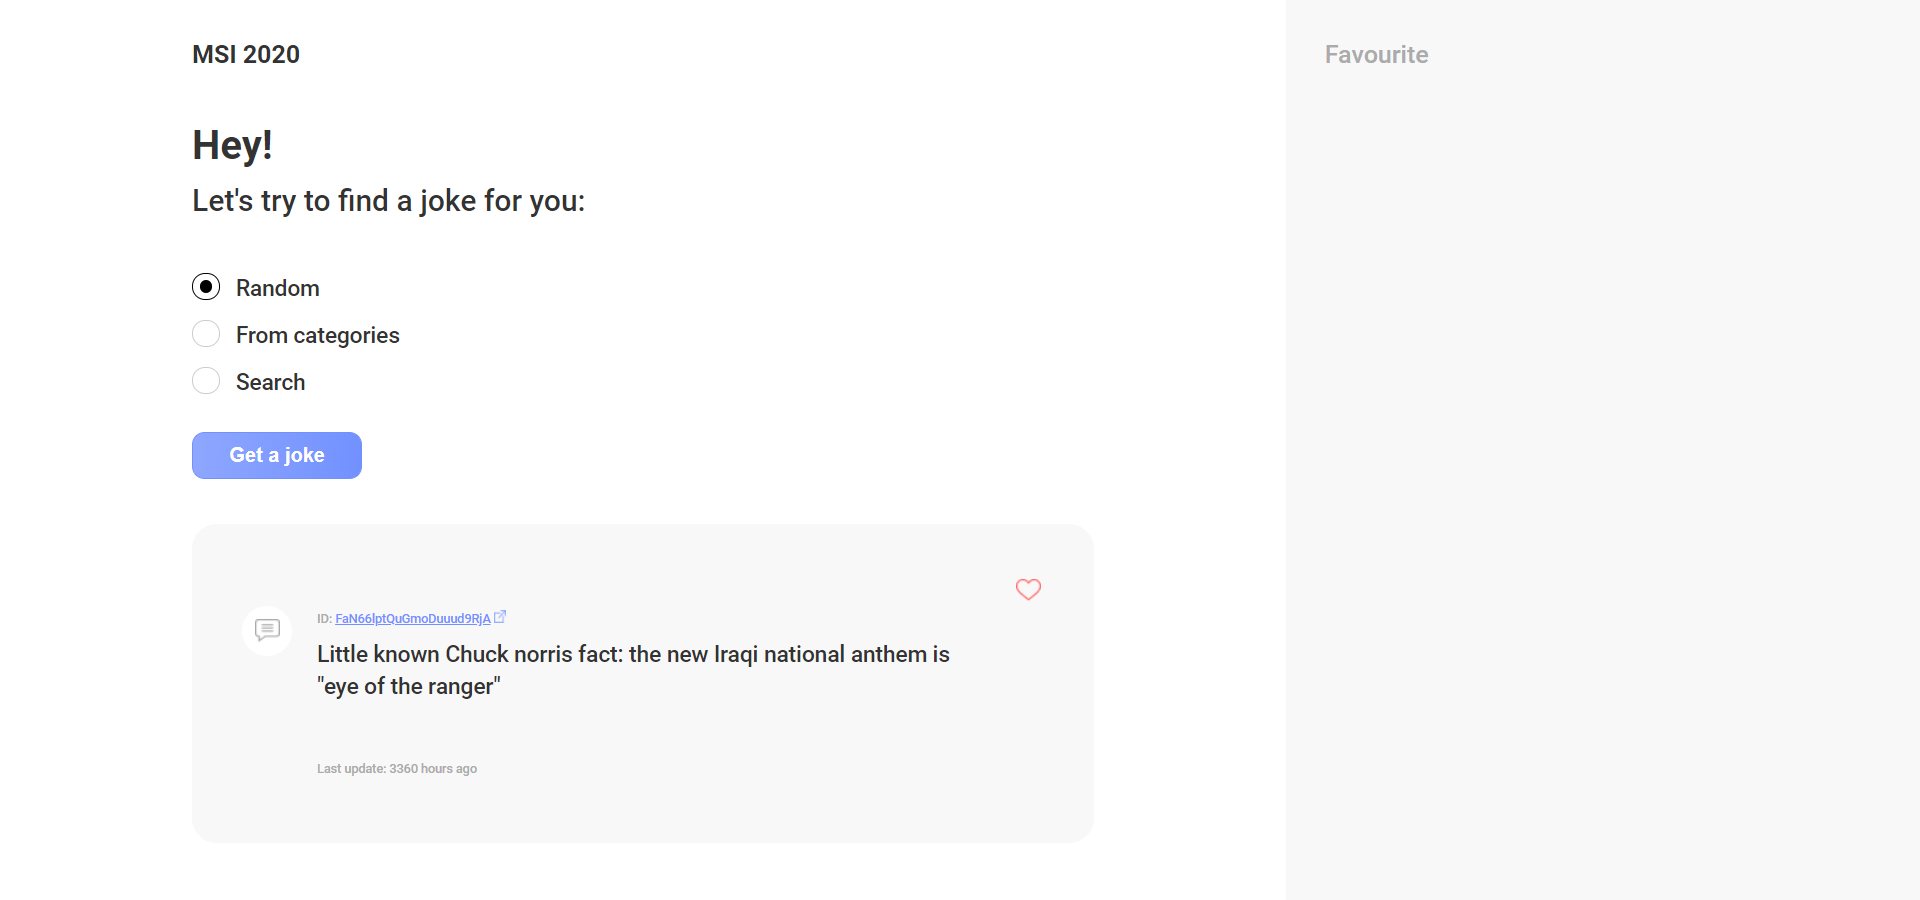 MSI 2020
Favourite
Hey!
Let's try to find a joke for you:
Random
From categories
Search
Get a joke
ID: FaN66lptQuGmoDuuud9RjA
Little known Chuck norris fact: the new Iraqi national anthem is
"eye of the ranger"
Last update: 3360 hours ago